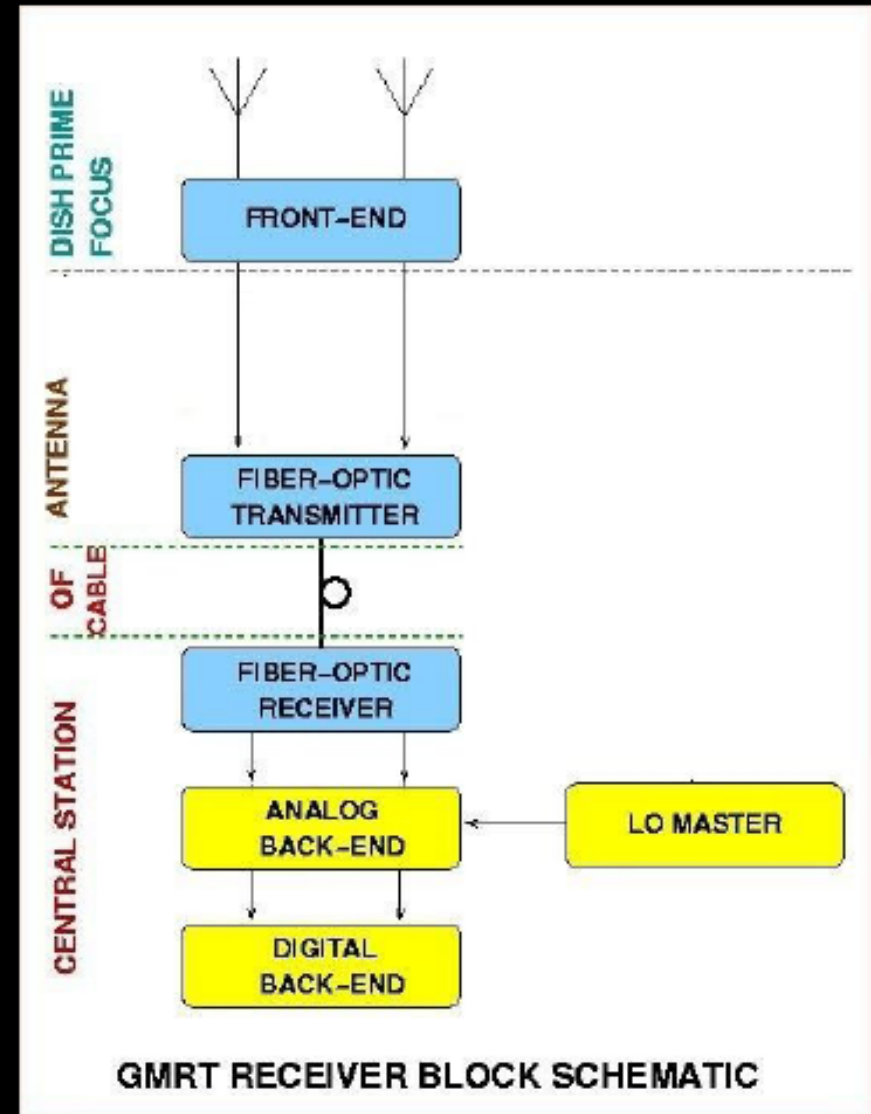 DISH PRIME
FOCUS
FRONT-END
ANTENNA
FIBER-OPTIC
TRANSMITTER
OF
CABLE
CENTRAL STATION
FIBER-OPTIC
RECEIVER
ANALOG
BACK-END
LO MASTER
DIGITAL
BACK-END
GMRT RECEIVER BLOCK SCHEMATIC